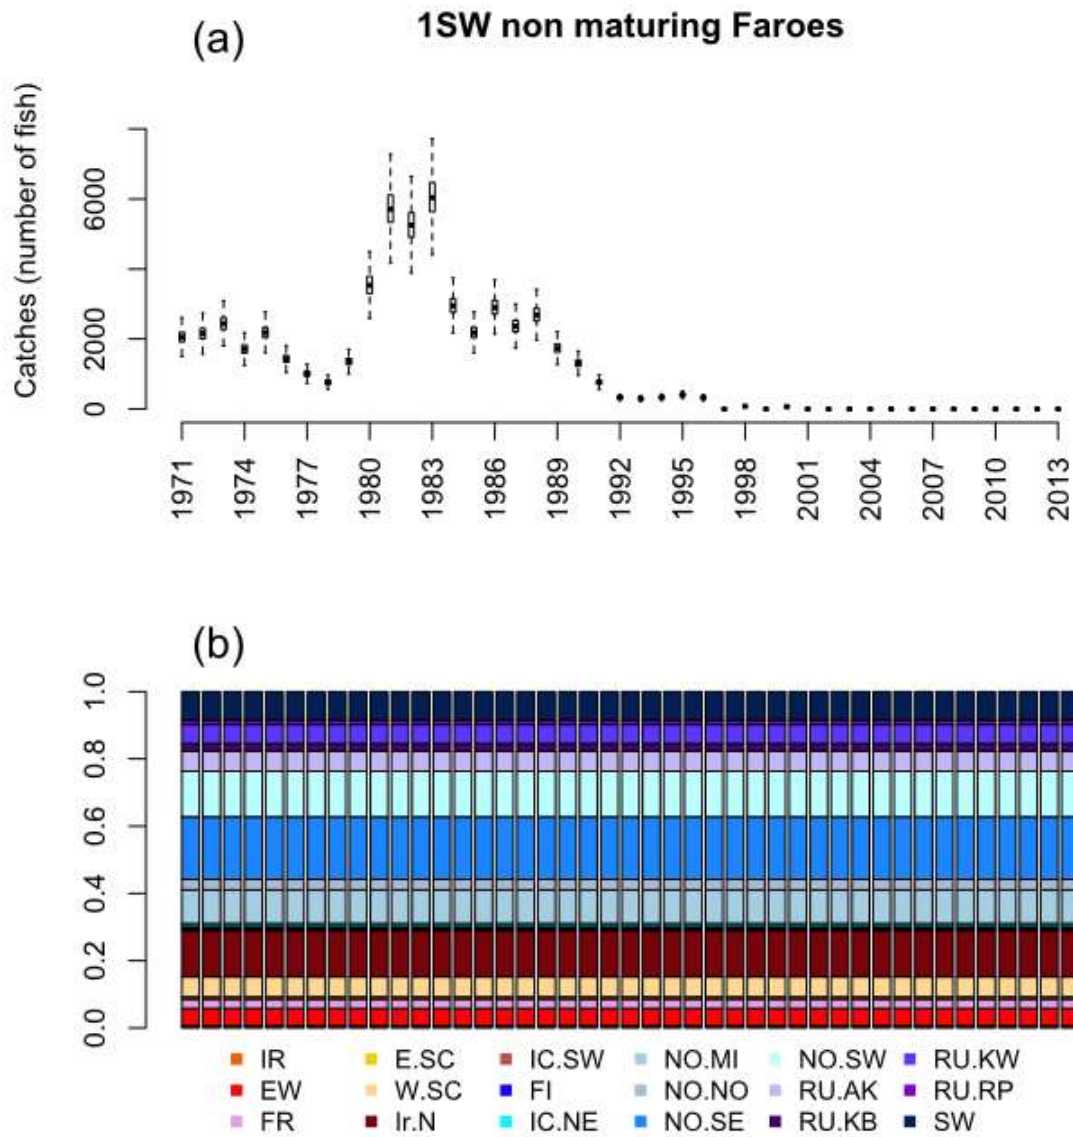 (a) 1SW non maturing Faroes
Catches (number of fish)
6000
2000
0
1971 1974 1977 1980 1983 1986 1989 1992 1995 1998 2001 2004 2007 2010 2013
(b)
1.0
0.8
0.6
0.4
0.2
0.0
IR E.SC IC.SW NO.MI NO.SW RU.KW
EW W.SC FI NO.NO RU.AK RU.RP
FR Ir.N IC.NE NO.SE RU.KB SW